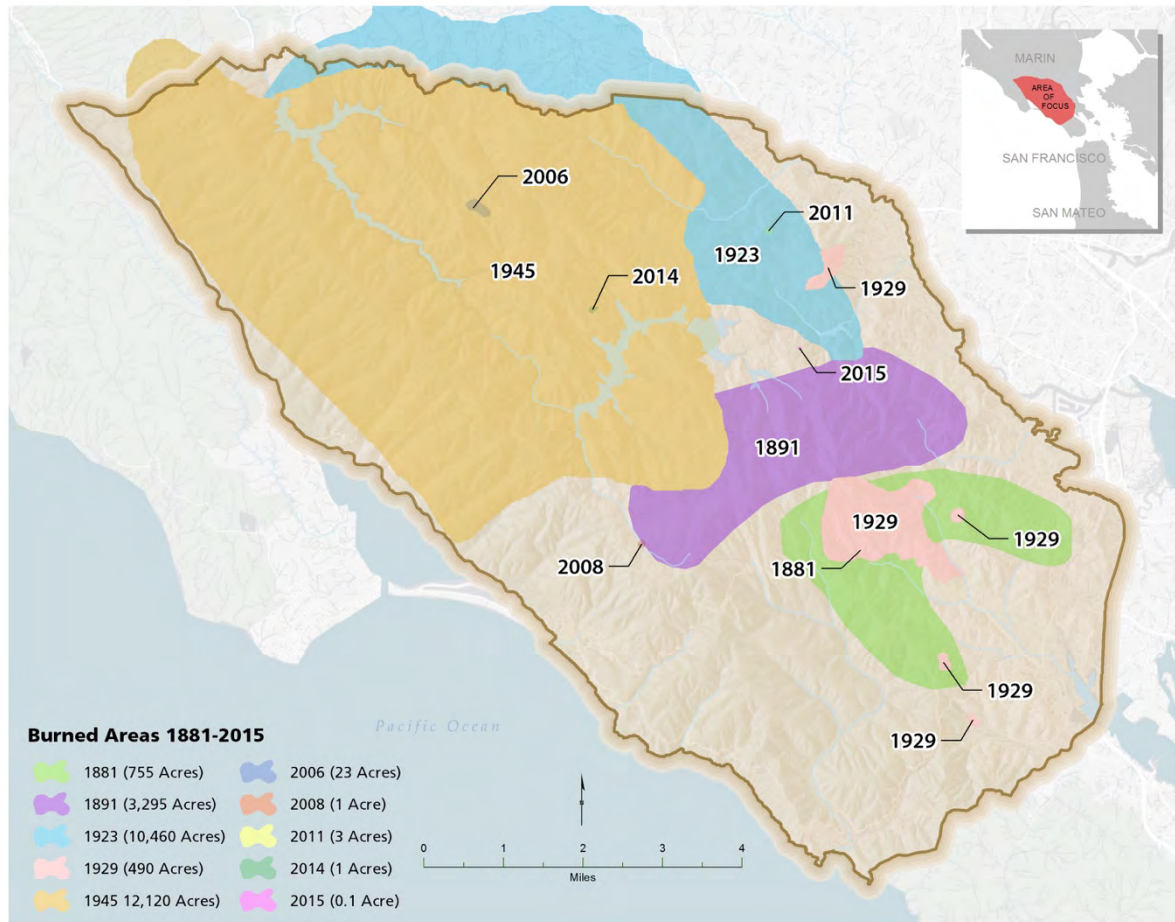 MARIN
AREA
OF
FOCUS
SAN FRANCISCO
SAN MATEO
2006
2011
1923
1945
2014
1929
2015
1891
1929
1929
2008
1881
1929
1929
Pacific Ocean
Burned Areas 1881-2015
1881 (755 Acres)
1891 (3,295 Acres)
1923 (10,460 Acres)
1929 (490 Acres)
1945 12,120 Acres)
2006 (23 Acres)
2008 (1 Acre)
2011 (3 Acres)
2014 (1 Acres)
2015 (0.1 Acre)
N
0 1 2 3 4
Miles